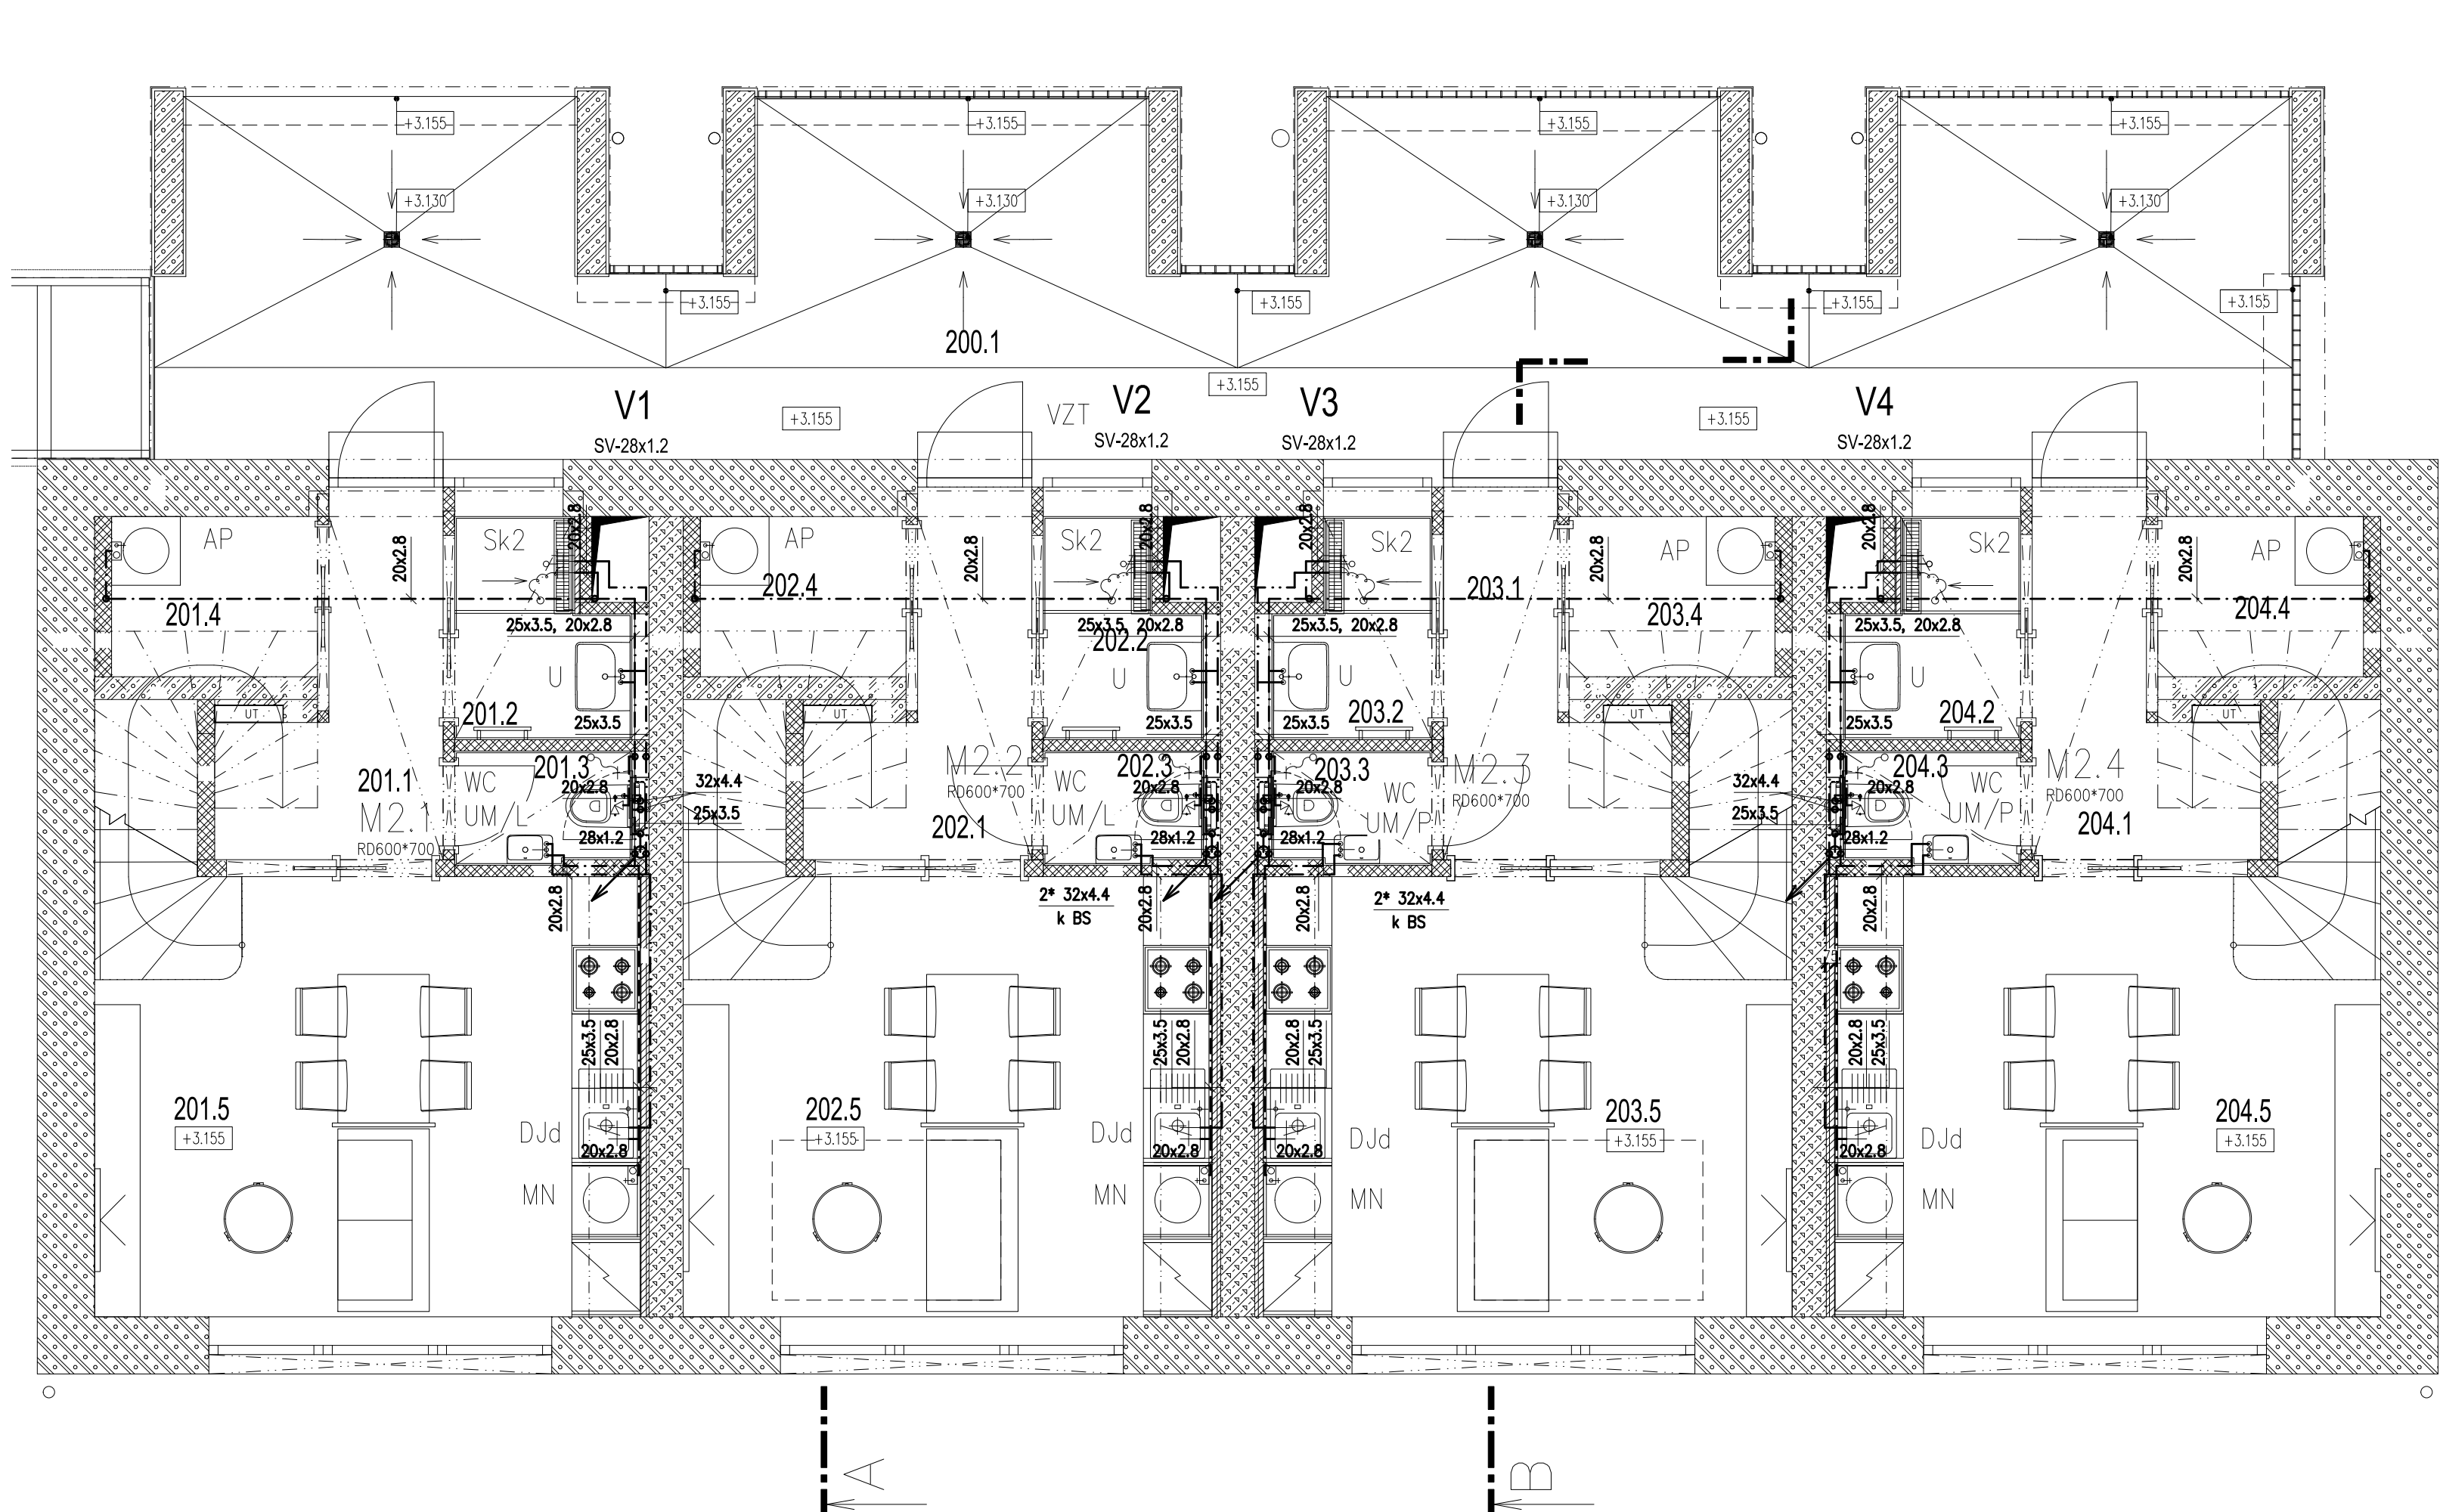 +3.155 +3.155 +3.155 +3.155
+3.130 +3.130 +3.130 +3.130
+3.155 +3.155 +3.155 +3.155
200.1
+3.155
V1 V2 V3 V4
VZT
+3.155 +3.155
SV-28x1.2 SV-28x1.2 SV-28x1.2 SV-28x1.2
20x2.8 20x2.8 20x2.8 20x2.8
AP Sk2 AP Sk2 Sk2 AP Sk2 AP
20x2.8 20x2.8 20x2.8 20x2.8
201.4 202.4 203.1 203.4 204.4
25x3.5, 20x2.8 25x3.5, 20x2.8 25x3.5, 20x2.8 25x3.5, 20x2.8
202.2
U U U U
UT UT UT UT
201.2 203.2 204.2
25x3.5 25x3.5 25x3.5 25x3.5
201.1 201.3 202.3 203.3 204.3
M2.1 M2.2 M2.3 M2.4
RD600*700 RD600*700 RD600*700 RD600*700
WC WC WC WC
UM/L UM/L UM/P UM/P
20x2.8 20x2.8 20x2.8 20x2.8
32x4.4 32x4.4
25x3.5 25x3.5
202.1 204.1
28x1.2 28x1.2 28x1.2 28x1.2
2* 32x4.4 2* 32x4.4
k BS k BS
20x2.8 20x2.8 20x2.8 20x2.8
25x3.5 20x2.8 25x3.5 20x2.8 20x2.8 25x3.5 20x2.8 25x3.5
201.5 202.5 203.5 204.5
+3.155 +3.155 +3.155 +3.155
DJd DJd DJd DJd
20x2.8 20x2.8 20x2.8 20x2.8
MN MN MN MN
A B